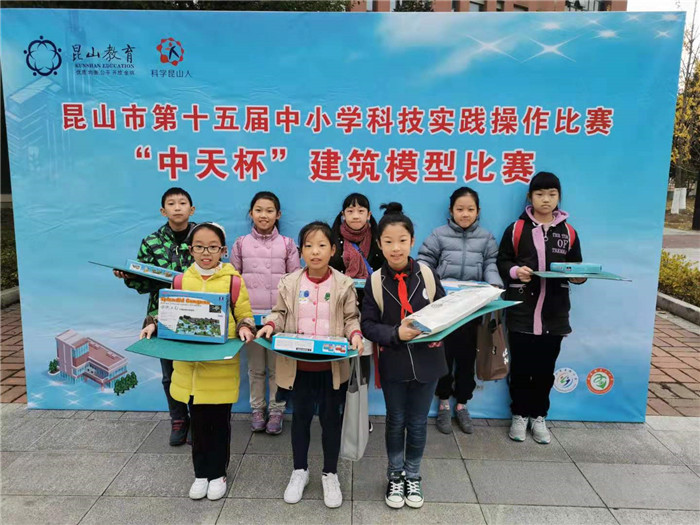 昆山教育
KUNSHAN EDUCATION
科学昆山人
昆山市第十五届中小学科技实践操作比赛
“中天杯”建筑模型比赛